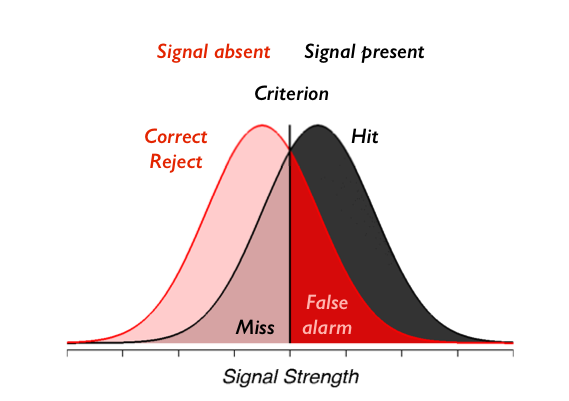 Signal absent Signal present
Criterion
Correct
Reject
Hit
False
alarm
Miss
Signal Strength